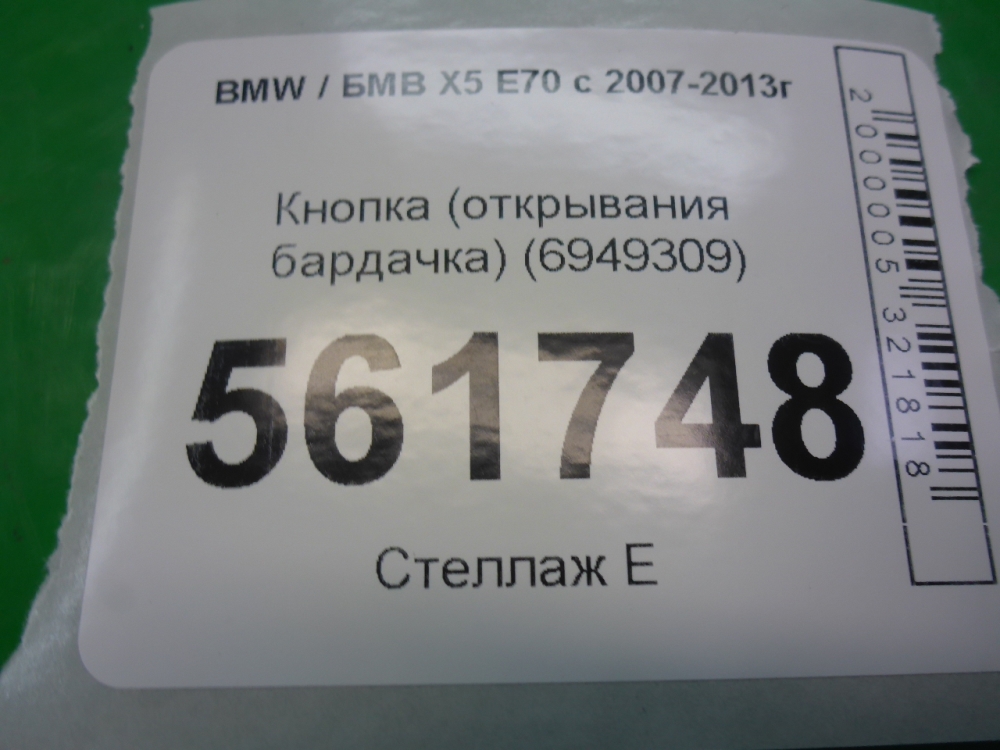 BMW / БМВ X5 E70 с 2007-2013г
Кнопка (открывания
бардачка) (6949309)
561748
Стеллаж Е
2000005321818